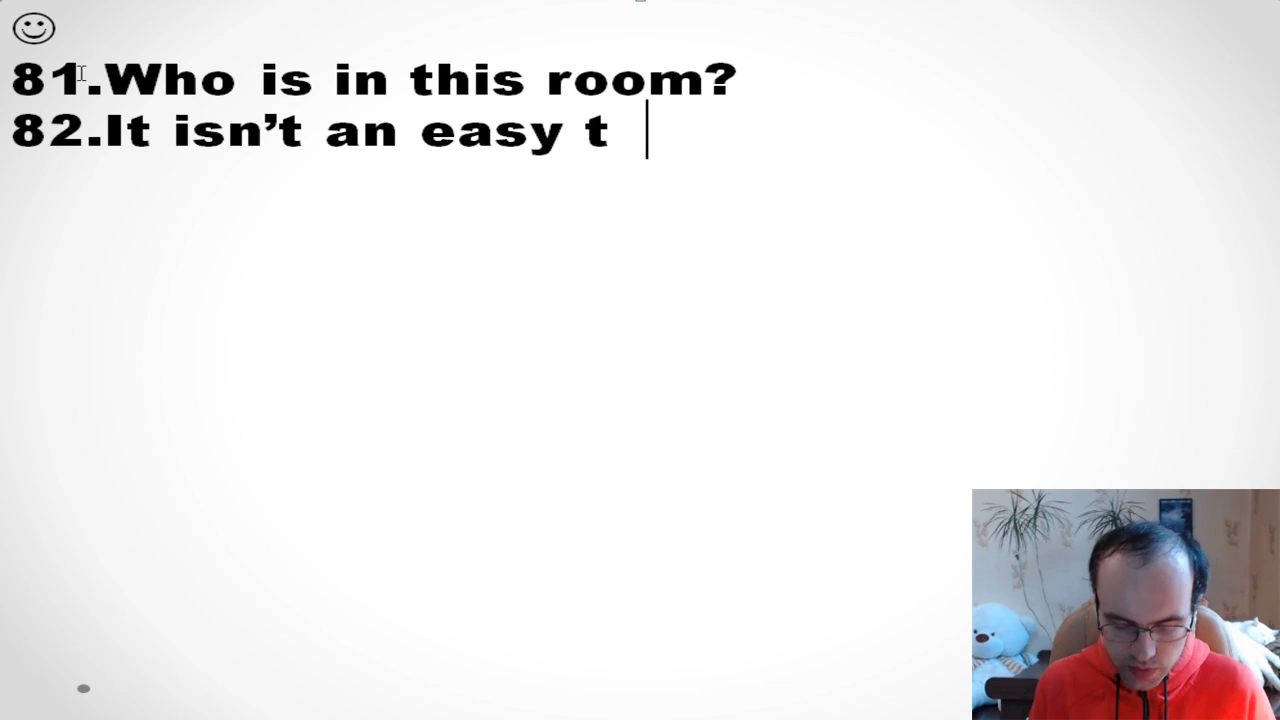 81.Who is in this room?
82.It isn’t an easy t